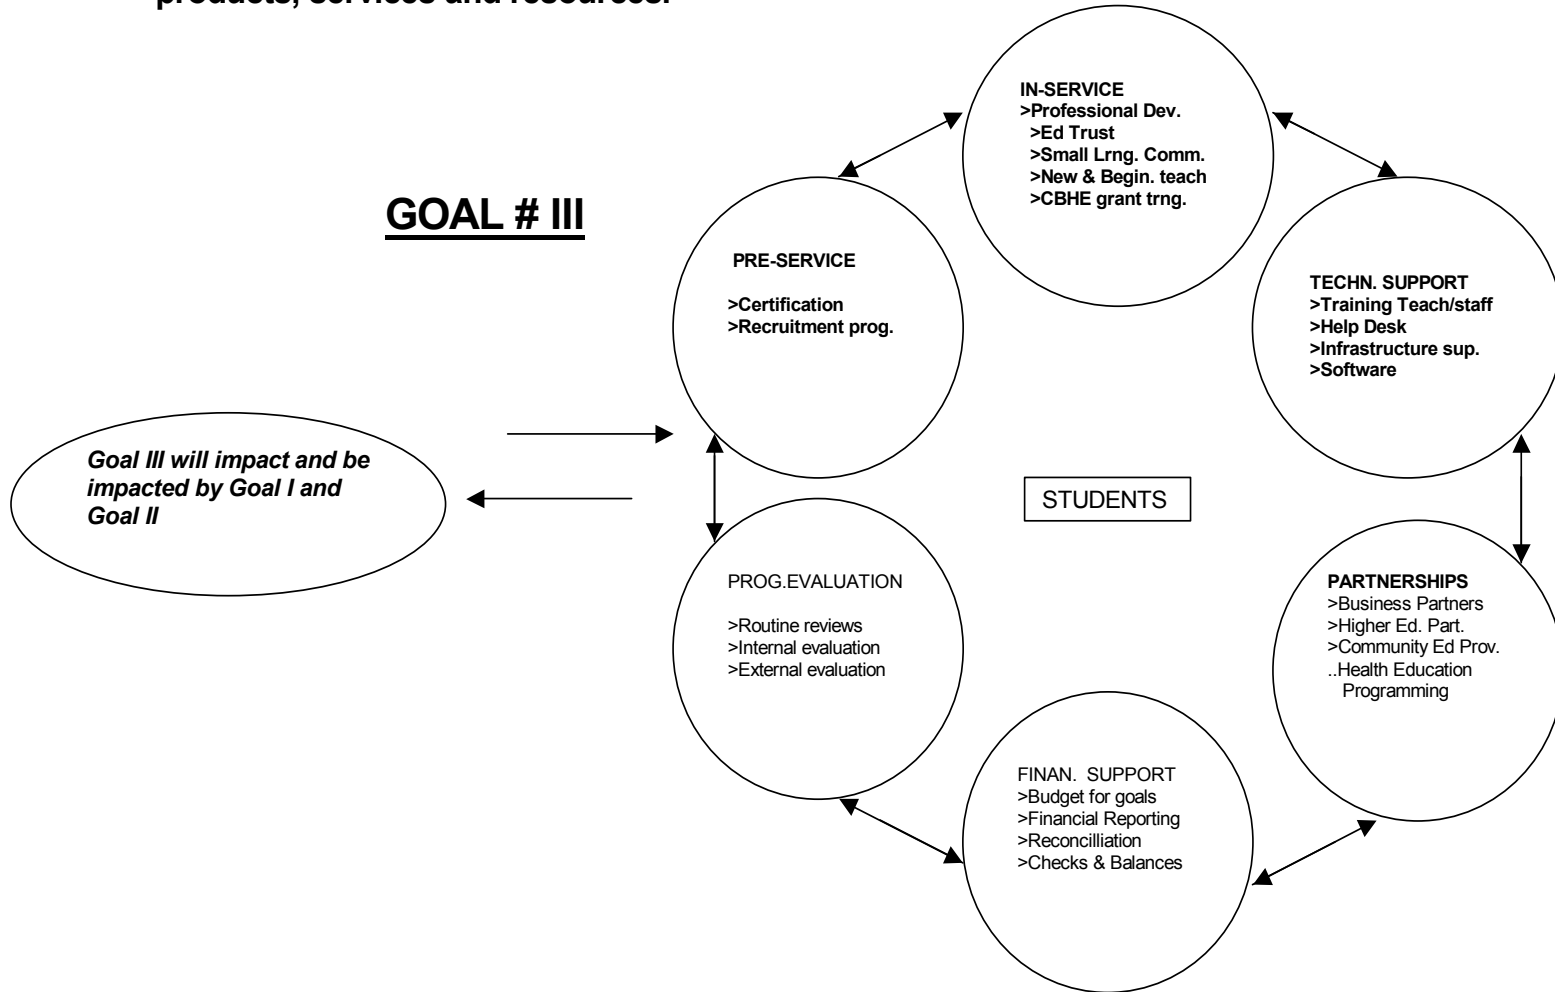 products, services and resources.
GOAL # III
IN-SERVICE
>Professional Dev.
>Ed Trust
>Small Lrng. Comm.
>New & Begin. teach
>CBHE grant trng.
PRE-SERVICE
>Certification
>Recruitment prog.
TECHN. SUPPORT
>Training Teach/staff
>Help Desk
>Infrastructure sup.
>Software
Goal III will impact and be
impacted by Goal I and
Goal II
STUDENTS
PROG.EVALUATION
>Routine reviews
>Internal evaluation
>External evaluation
PARTNERSHIPS
>Business Partners
>Higher Ed. Part.
>Community Ed Prov.
..Health Education
Programming
FINAN. SUPPORT
>Budget for goals
>Financial Reporting
>Reconcilliation
>Checks & Balances